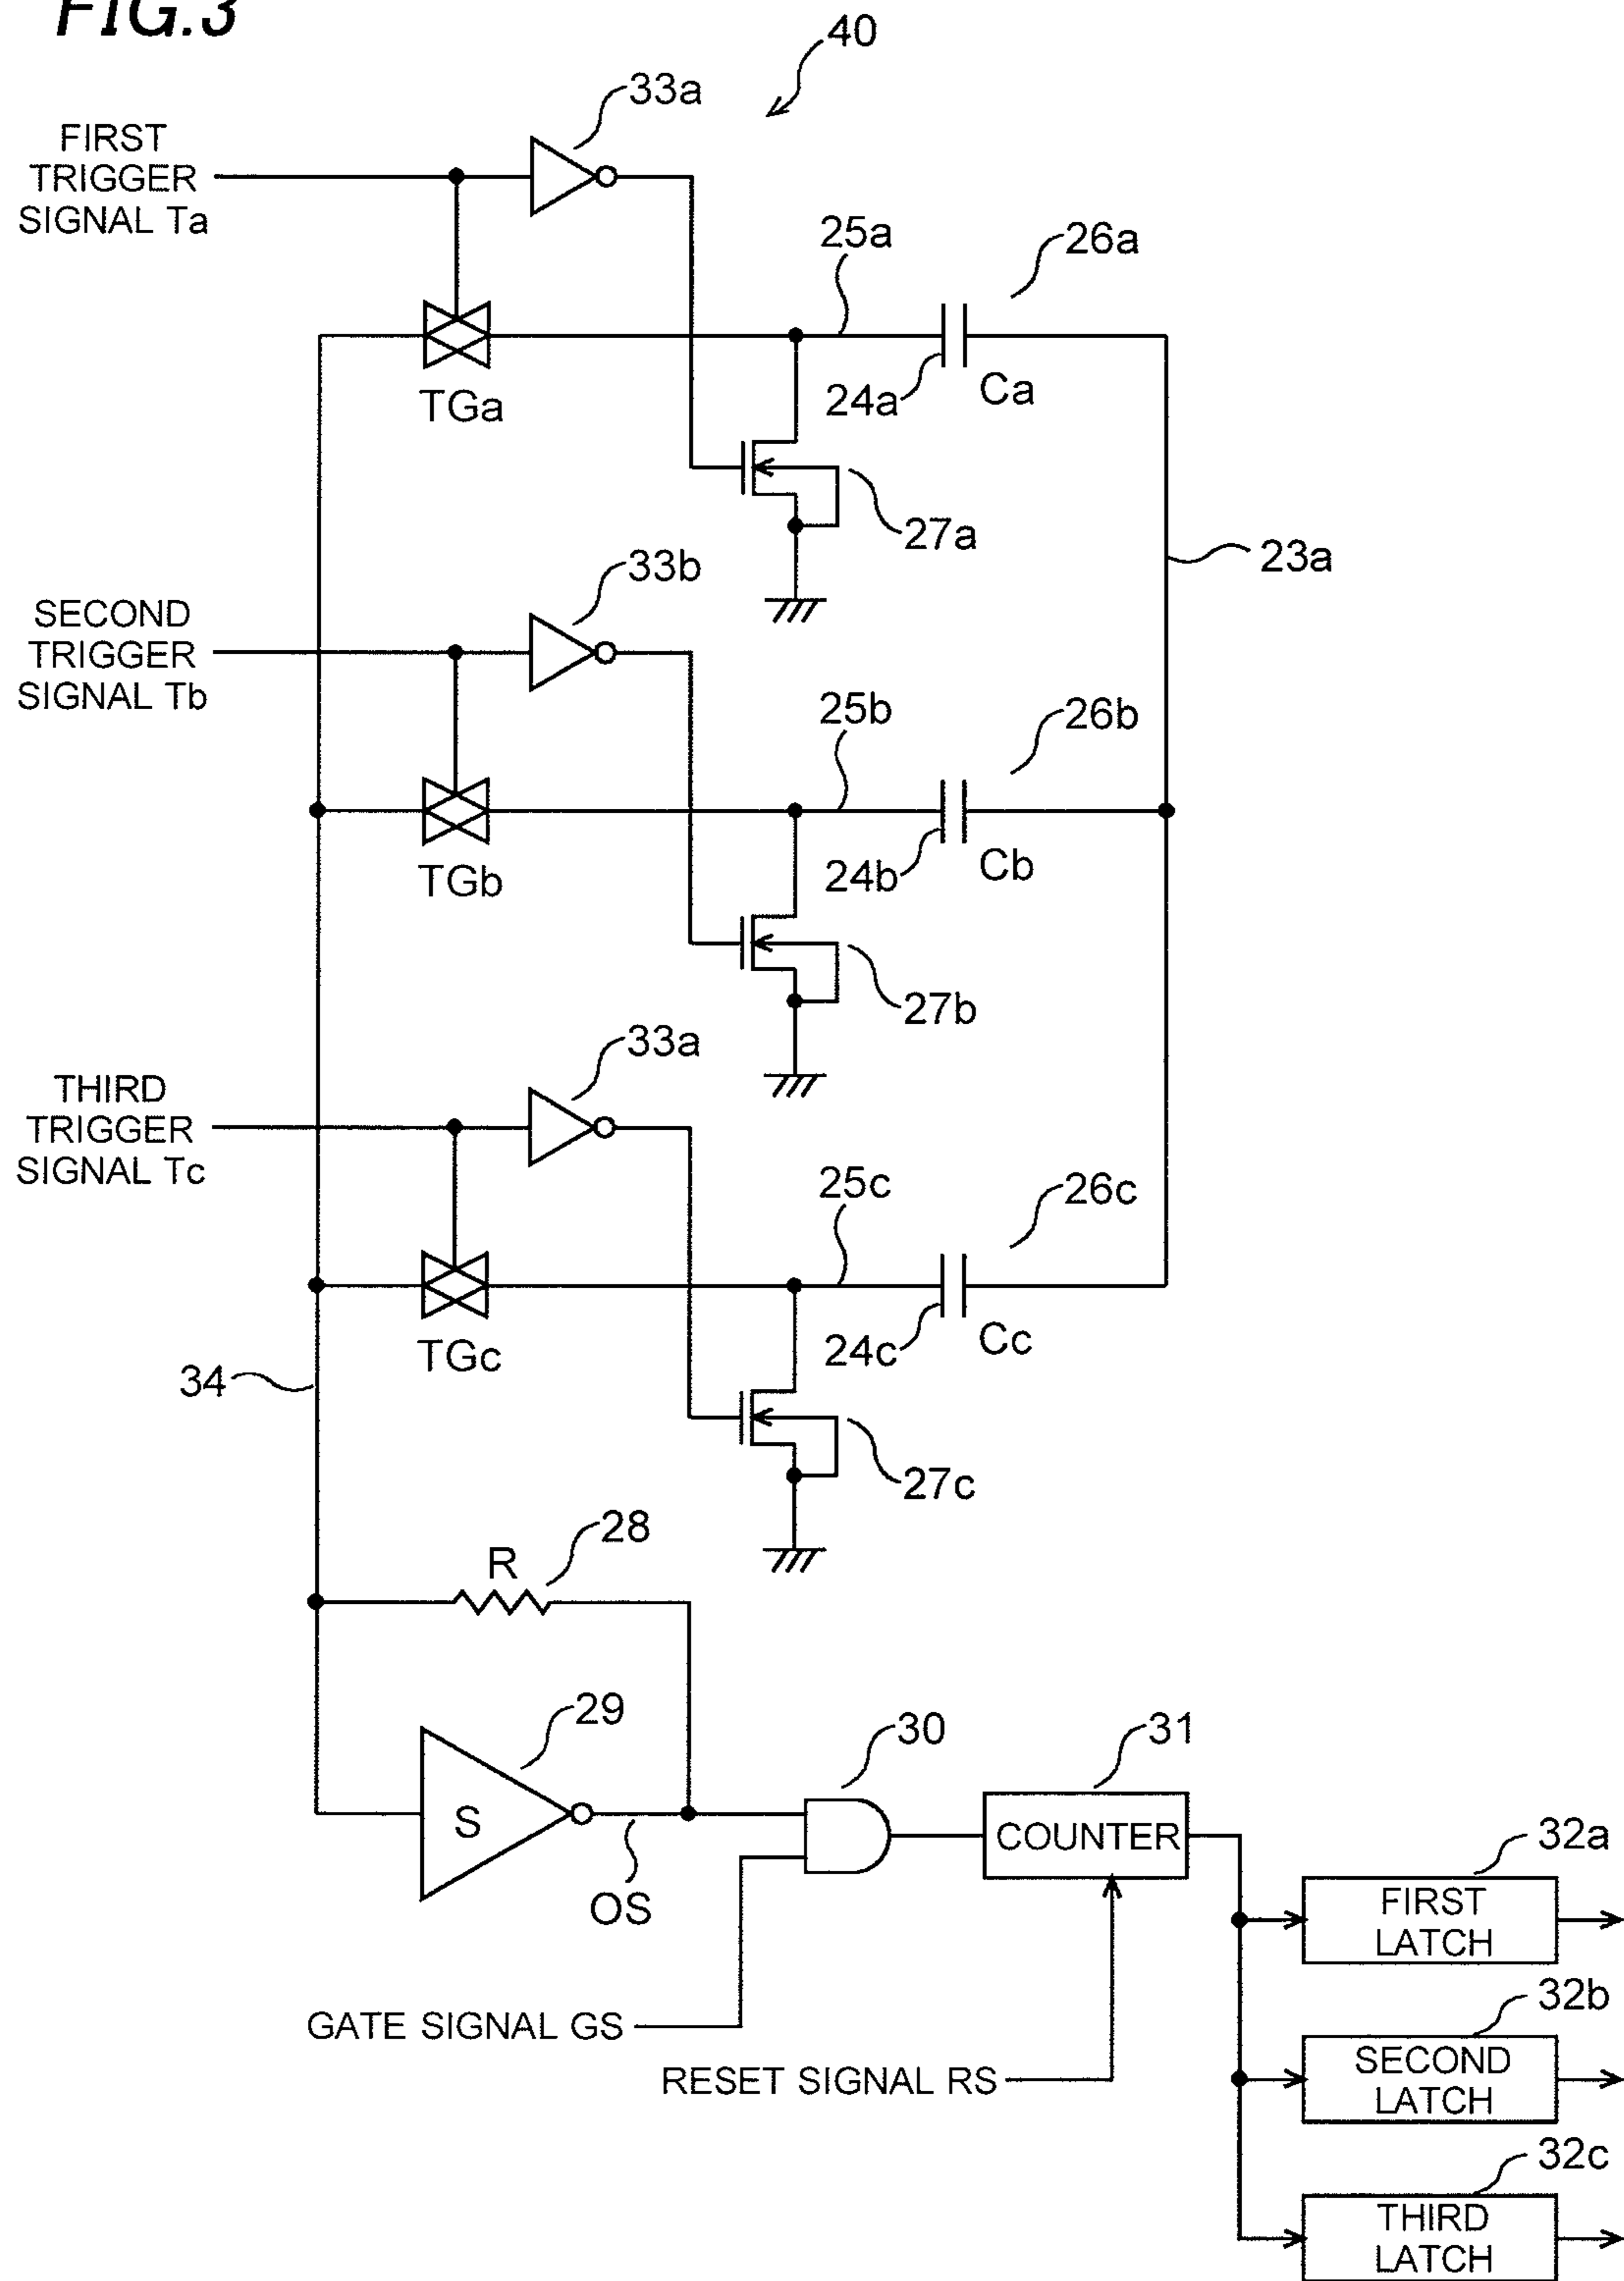 FIG.3
40
33a
FIRST
TRIGGER
SIGNAL Ta
25a
26a
TGa
24a
Ca
27a
23a
33b
SECOND
TRIGGER
SIGNAL Tb
25b
26b
TGb
24b
Cb
27b
33a
THIRD
TRIGGER
SIGNAL Tc
25c
26c
TGc
24c
Cc
34
27c
R
28
29
30
31
S
COUNTER
OS
32a
FIRST
LATCH
GATE SIGNAL GS
32b
RESET SIGNAL RS
SECOND
LATCH
32c
THIRD
LATCH